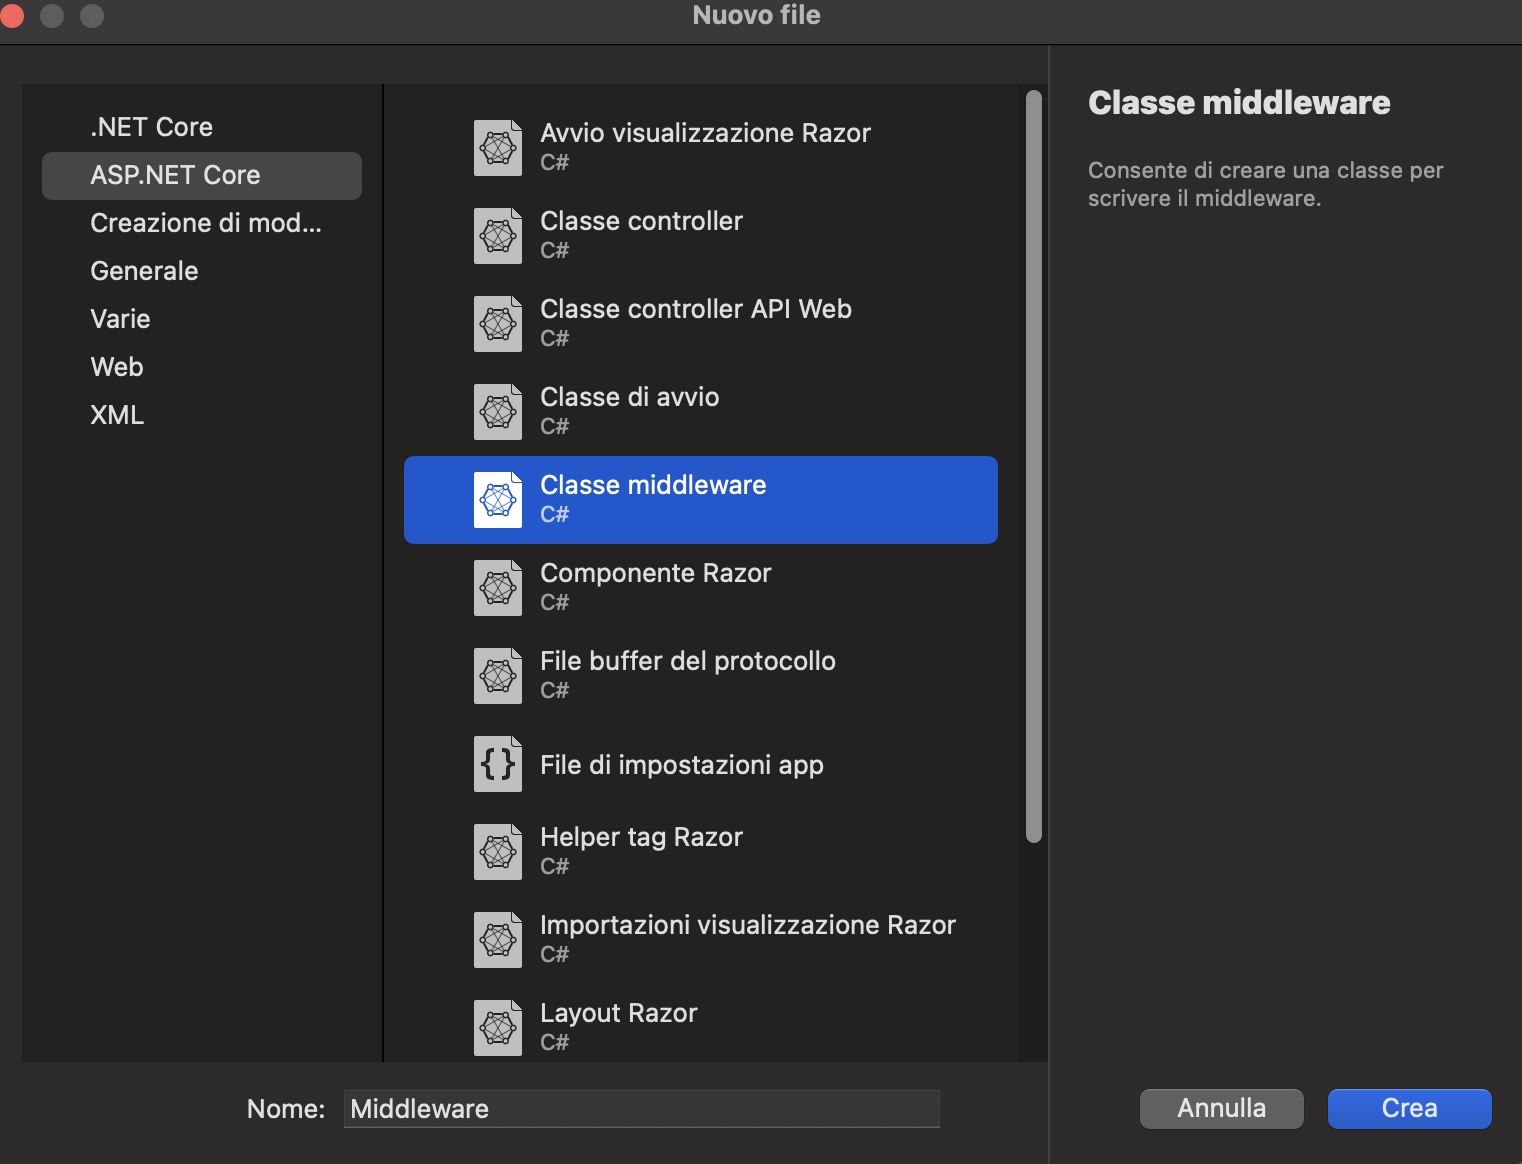 Nuovo file
.NET Core
ASP.NET Core
Creazione di mod...
Generale
Varie
Web
XML
Avvio visualizzazione Razor
C#
Classe controller
C#
Classe controller API Web
C#
Classe di avvio
C#
Classe middleware
C#
Componente Razor
C#
File buffer del protocollo
C#
{}
File di impostazioni app
Helper tag Razor
C#
Importazioni visualizzazione Razor
C#
Layout Razor
C#
Classe middleware
Consente di creare una classe per
scrivere il middleware.
Nome: Middleware
Annulla
Crea